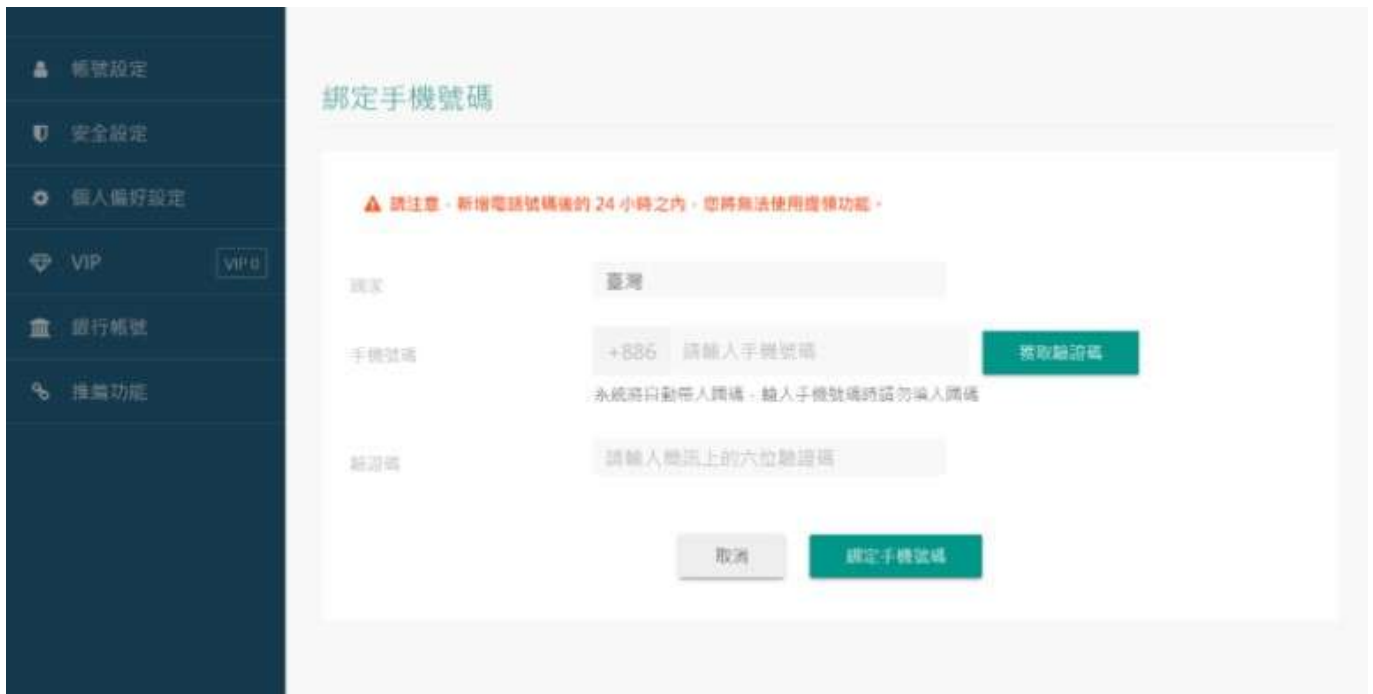 帳號設定
安全設定
個人偏好設定
VIP
VIP 0
銀行帳號
推薦功能
綁定手機號碼
請注意，新增電話號碼後的 24 小時之內，您將無法使用提領功能。
國家
臺灣
手機號碼
+886
請輸入手機號碼
獲取驗證碼
系統將自動帶入國碼，輸入手機號碼時請勿填入國碼
驗證碼
請輸入簡訊上的六位驗證碼
取消
綁定手機號碼